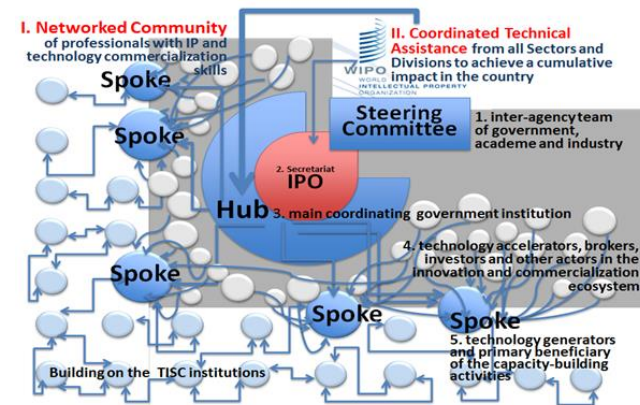 I. Networked Community
of professionals with IP and
technology commercialization
skills
II. Coordinated Technical
Assistance from all Sectors and
Divisions to achieve a cumulative
impact in the country
WIPO
WORLD
INTELLECTUAL PROPERTY
ORGANIZATION
Spoke
Spoke
Steering
Committee
1. inter-agency team
of government,
academe and industry
2. Secretariat
IPO
Hub 3. main coordinating government institution
4. technology accelerators, brokers,
investors and other actors in the
innovation and commercialization
ecosystem
Spoke
Spoke
Spoke
5. technology generators
and primary beneficiary
of the capacity-building
activities
Building on the TISC institutions